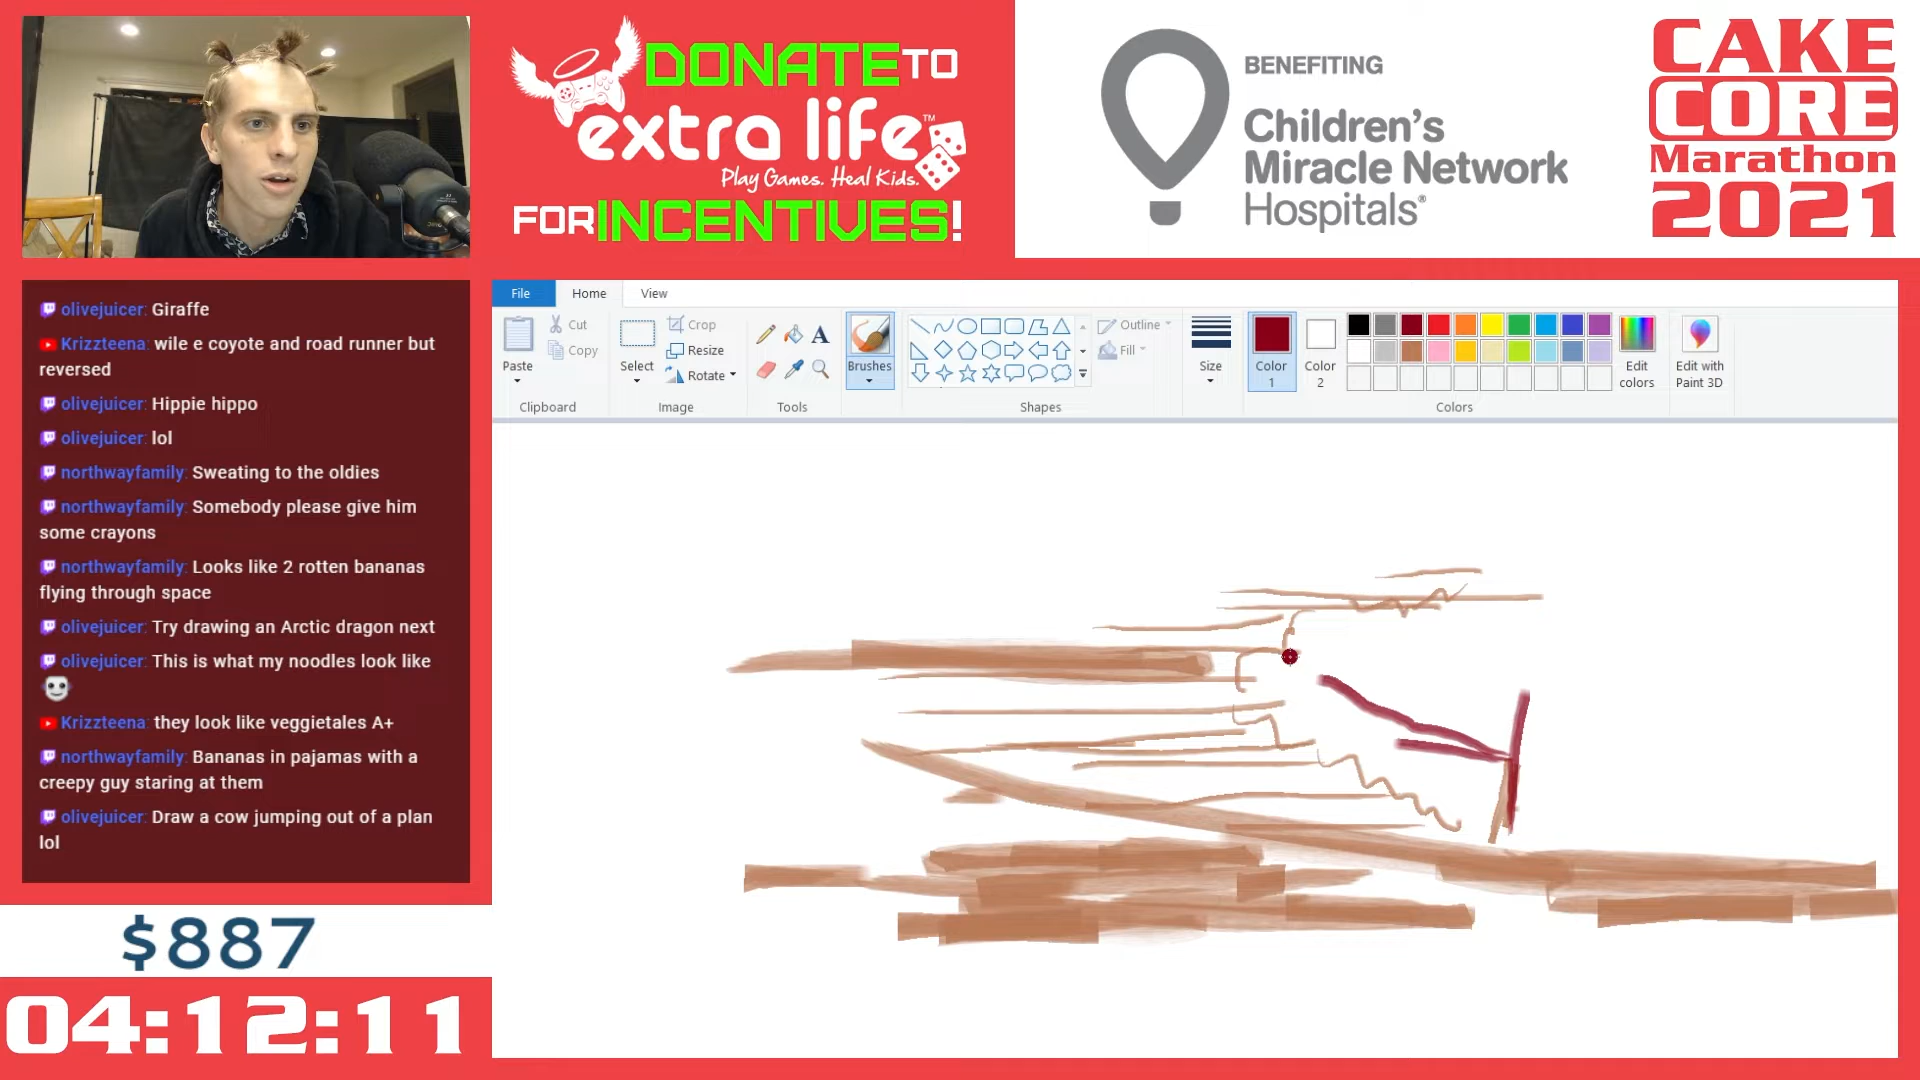 DONATE TO
extra life™
Play Games. Heal Kids.
FOR INCENTIVES!
BENEFITING
Children's
Miracle Network
Hospitals®
CAKE
CORE
Marathon
2021
olivejuicer: Giraffe
Krizzteena: wile e coyote and road runner but
reversed
olivejuicer: Hippie hippo
olivejuicer: lol
northwayfamily: Sweating to the oldies
northwayfamily: Somebody please give him
some crayons
northwayfamily: Looks like 2 rotten bananas
flying through space
olivejuicer: Try drawing an Arctic dragon next
olivejuicer: This is what my noodles look like
Krizzteena: they look like veggietales A+
northwayfamily: Bananas in pajamas with a
creepy guy staring at them
olivejuicer: Draw a cow jumping out of a plan
lol
$887
04:12:11
File Home View
Paste
Cut
Copy
Clipboard
Select
Crop
Resize
Rotate
Image
A
Tools
Brushes
Outline
Fill
Shapes
Size
Color
1
Color
2
Edit
colors
Colors
Edit with
Paint 3D